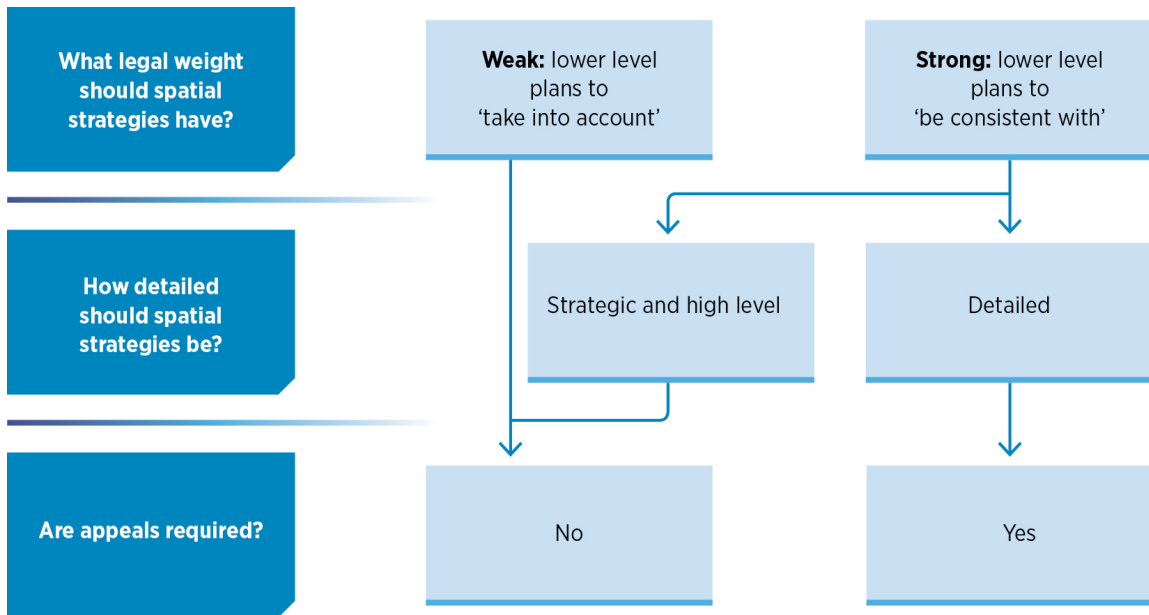 What legal weight
should spatial
strategies have?
Weak: lower level
plans to
‘take into account’
Strong: lower level
plans to
‘be consistent with’
How detailed
should spatial
strategies be?
Strategic and high level
Detailed
Are appeals required?
No
Yes